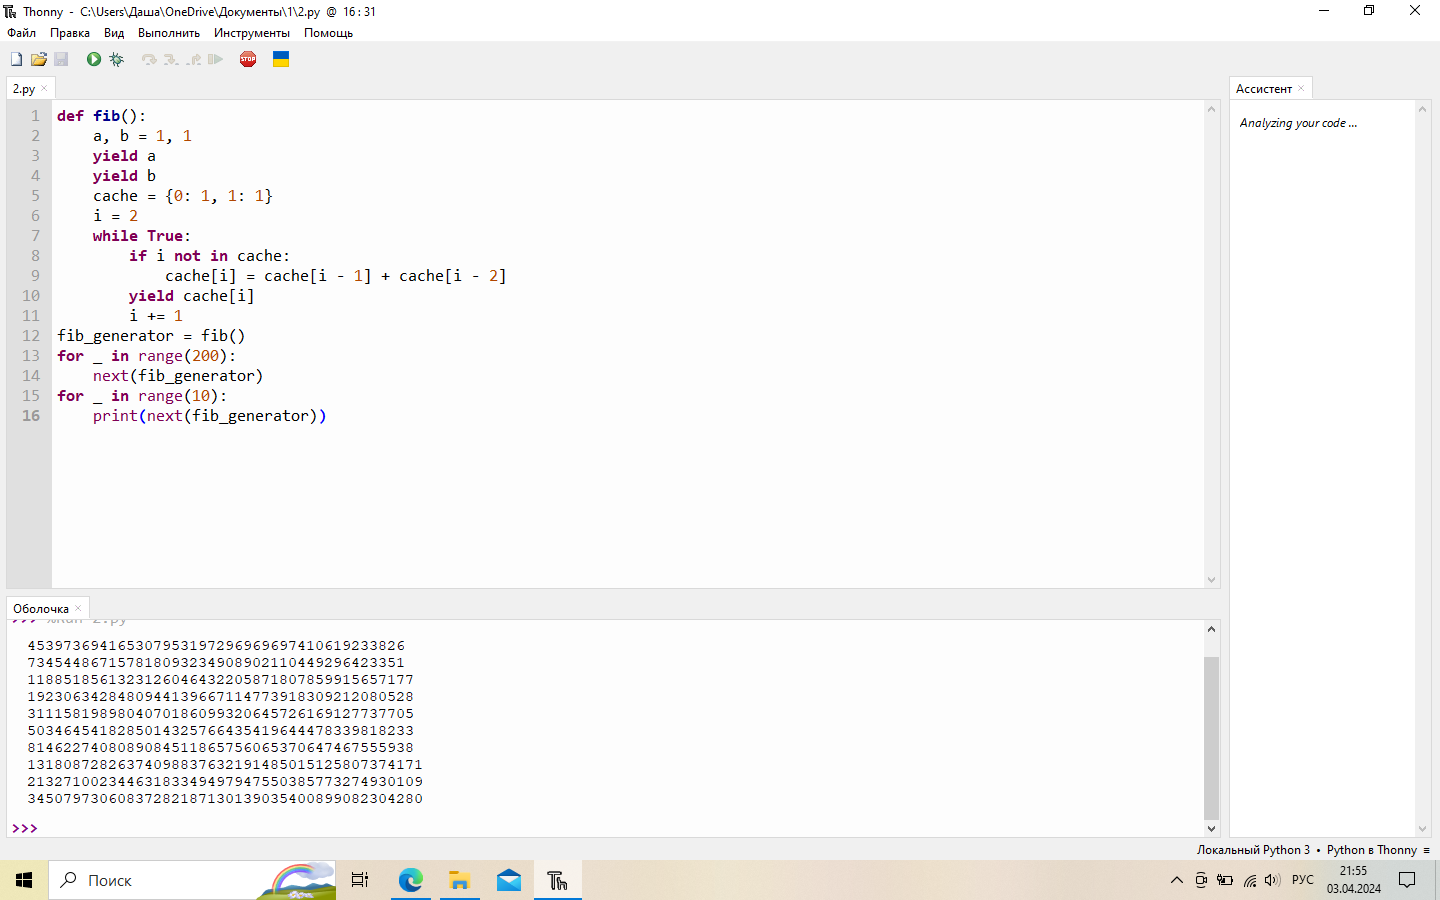 Thonny - C:\Users\Даша\OneDrive\Документы\1\2.py @ 16:31
Файл Правка Вид Выполнить Инструменты Помощь
STOP
2.py
1 def fib():
2 a, b = 1, 1
3 yield a
4 yield b
5 cache = {0: 1, 1: 1}
6 i = 2
7 while True:
8 if i not in cache:
9 cache[i] = cache[i - 1] + cache[i - 2]
10 yield cache[i]
11 i += 1
12 fib_generator = fib()
13 for _ in range(200):
14 next(fib_generator)
15 for _ in range(10):
16 print(next(fib_generator))
Ассистент
Analyzing your code ...
Оболочка
>>> %Run 2.py
453973694165307953197296969697410619233826
734544867157818093234908902110449296423351
1188518561323126046432205871807859915657177
1923063428480944139667114773918309212080528
3111581989804070186099320645726169127737705
5034645418285014325766435419644478339818233
8146227408089084511865756065370647467555938
13180872826374098837632191485015125807374171
21327100234463183349497947550385773274930109
34507973060837282187130139035400899082304280
>>>
Локальный Python 3 • Python в Thonny ≡
Поиск
Th
РУС
21:55
03.04.2024